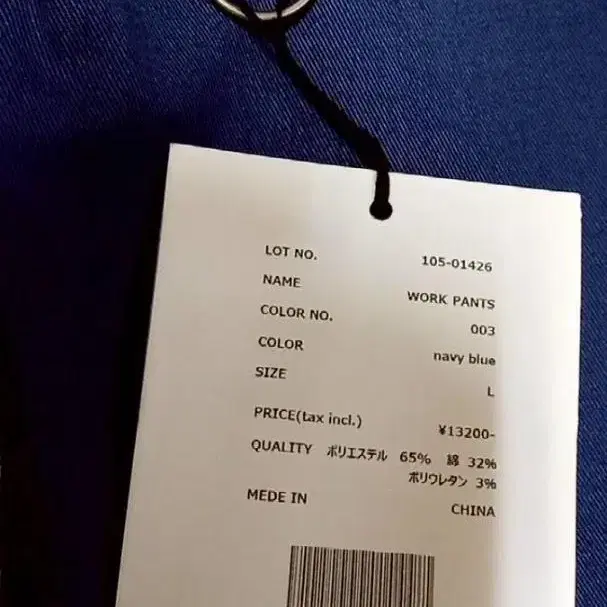 LOT NO. 105-01426
NAME WORK PANTS
COLOR NO. 003
COLOR navy blue
SIZE L
PRICE(tax incl.) ¥13200-
QUALITY ポリエステル 65% 綿 32%
ポリウレタン 3%
MEDE IN CHINA